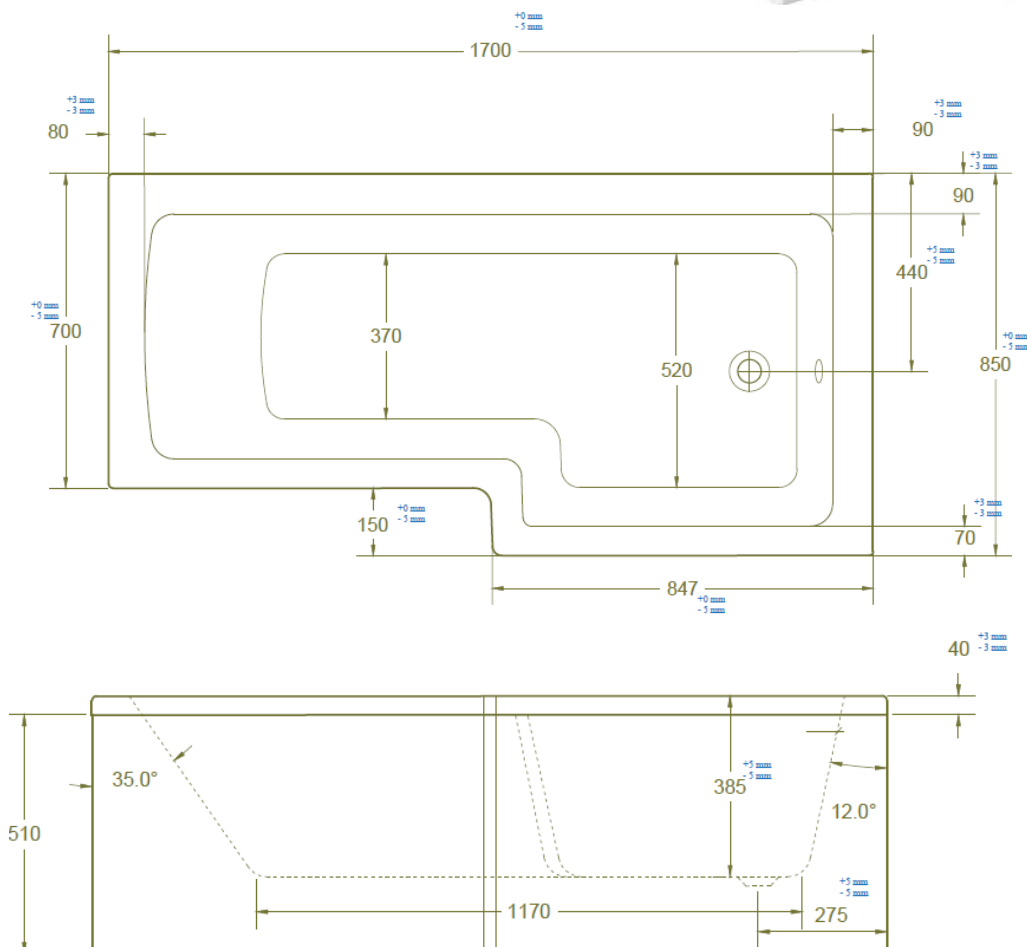 +0 mm
- 5 mm
1700
+3 mm
- 3 mm
80
+3 mm
- 3 mm
90
+3 mm
- 3 mm
90
+5 mm
- 5 mm
440
+0 mm
- 5 mm
700
370
520
+0 mm
- 5 mm
850
150
+0 mm
- 5 mm
+3 mm
- 3 mm
70
847
+0 mm
- 5 mm
40
+3 mm
- 3 mm
35.0°
+5 mm
- 5 mm
385
12.0°
510
+5 mm
- 5 mm
1170
275